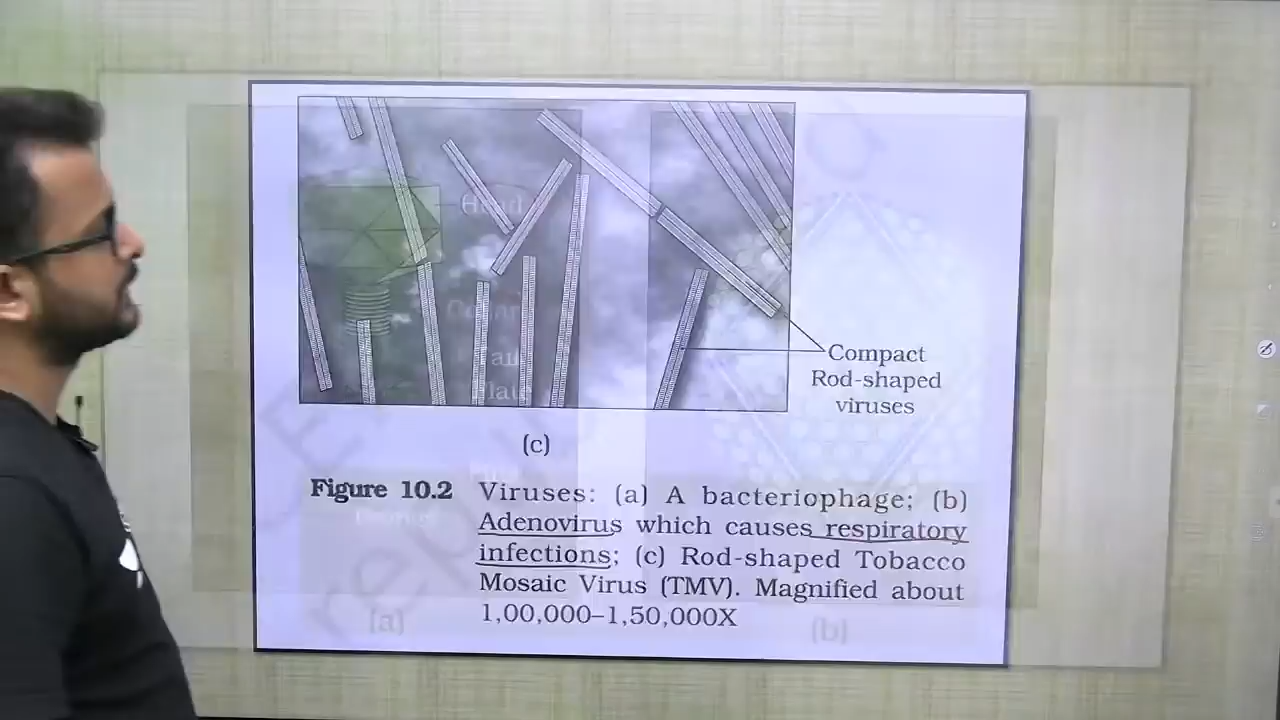 Head
Compact
Rod-shaped
viruses
(c)
Figure 10.2 Viruses: (a) A bacteriophage; (b)
Adenovirus which causes respiratory
infections; (c) Rod-shaped Tobacco
Mosaic Virus (TMV). Magnified about
1,00,000–1,50,000X
(a) (b)